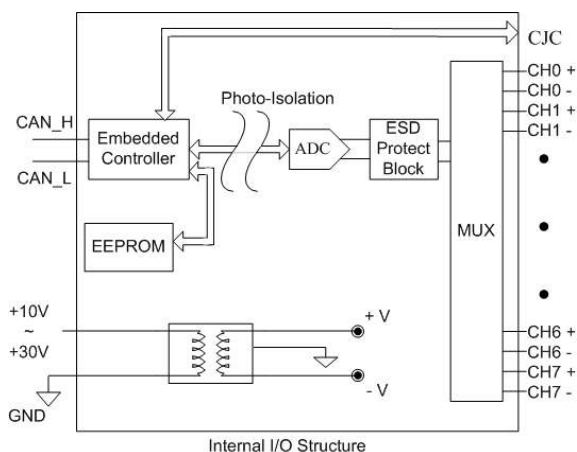 CJC
CH0 +
CH0 -
CH1 +
CH1 -
Photo-Isolation
CAN_H
CAN_L
Embedded
Controller
ADC
ESD
Protect
Block
MUX
EEPROM
+10V
~
+30V
GND
+ V
- V
CH6 +
CH6 -
CH7 +
CH7 -
Internal I/O Structure